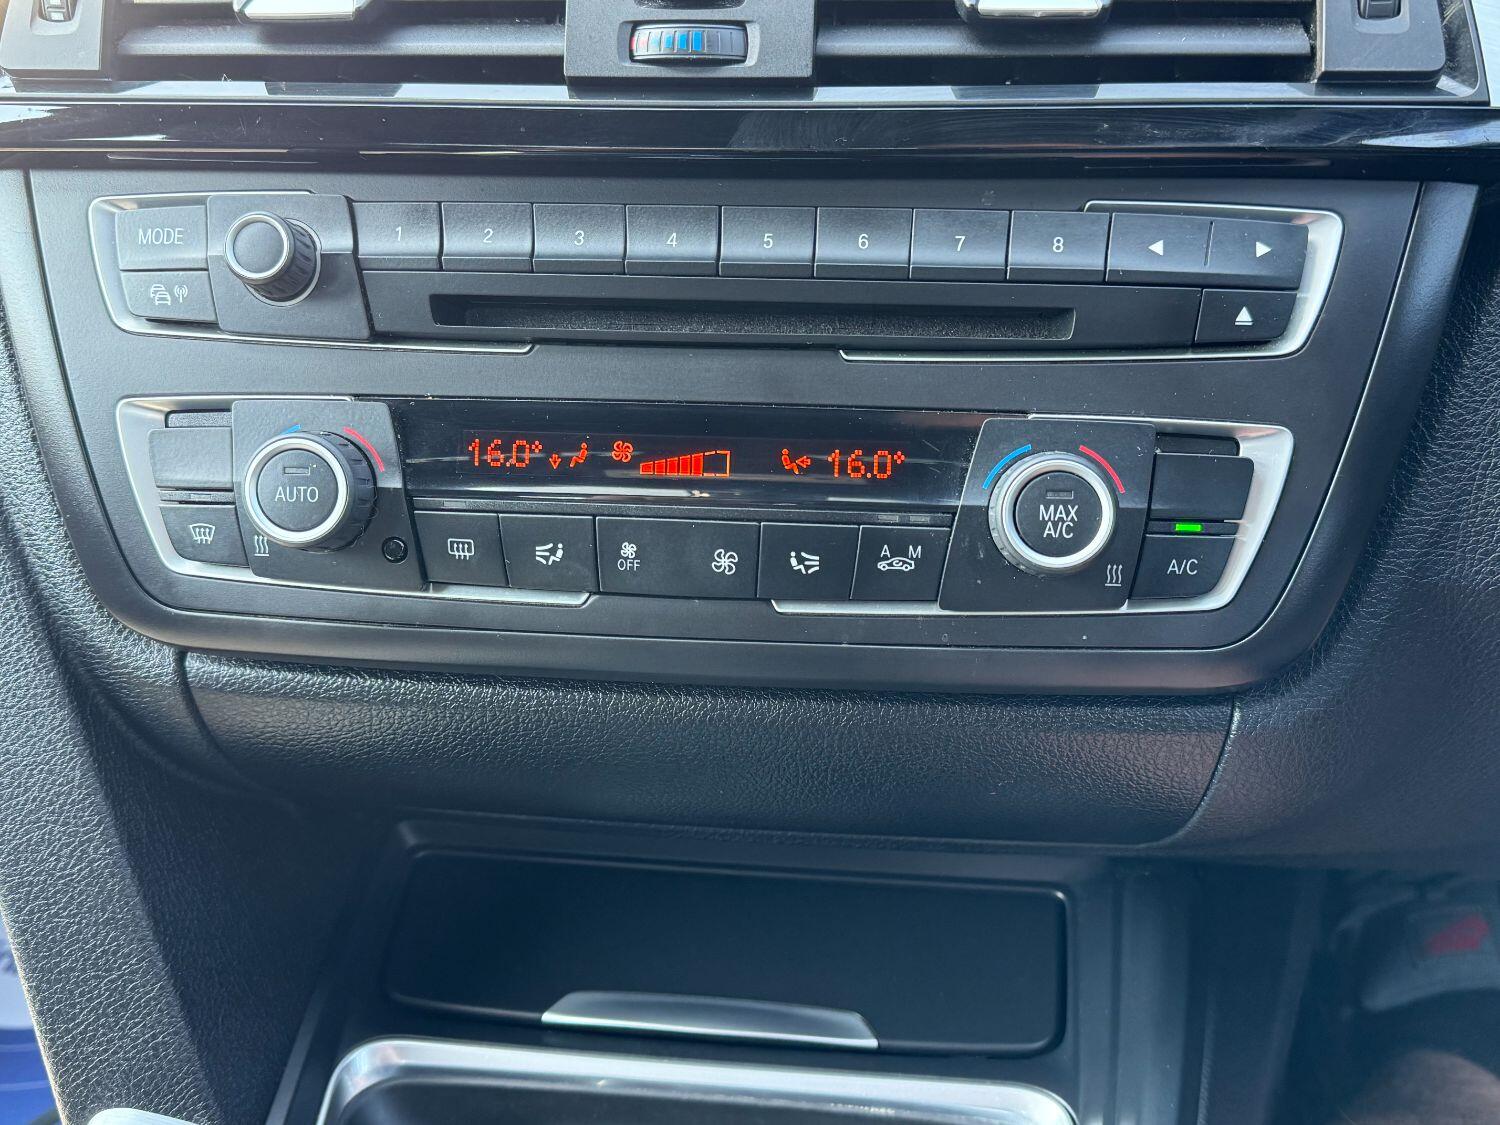 MODE 1 2 3 4 5 6 7 8
16.0° 16.0°
AUTO
MAX
A/C
OFF
A M
A/C